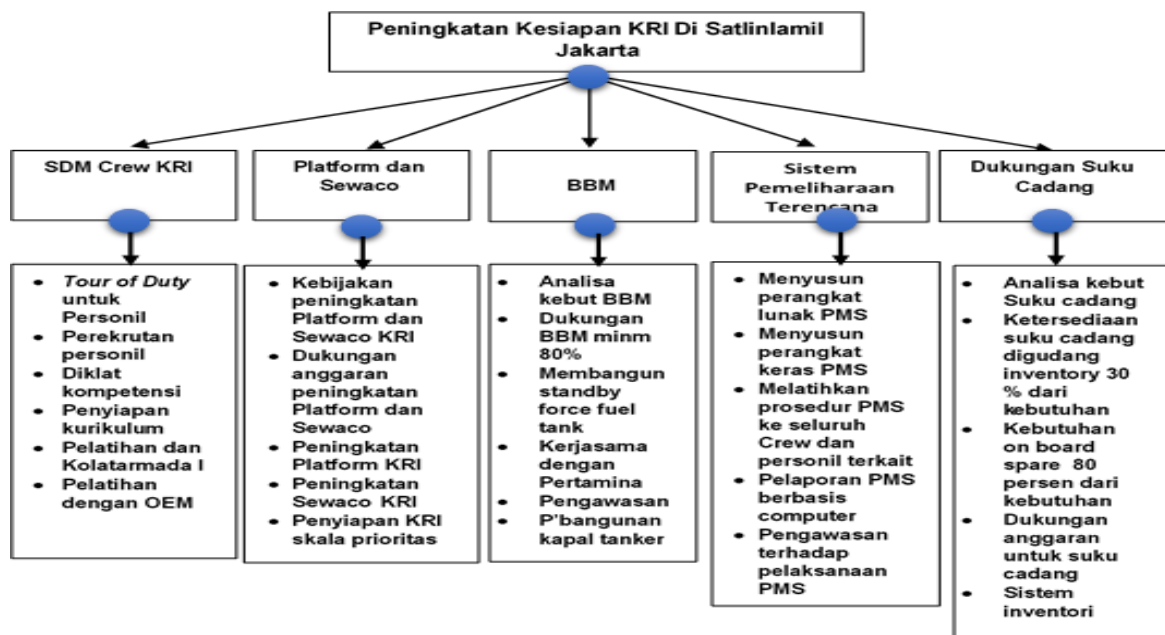 Peningkatan Kesiapan KRI Di Satlinlamil
Jakarta
SDM Crew KRI
Platform dan
Sewaco
BBM
Sistem
Pemeliharaan
Terencana
Dukungan Suku
Cadang
• Tour of Duty
untuk
Personil
• Perekrutan
personil
• Diklat
kompetensi
• Penyiapan
kurikulum
• Pelatihan dan
Kolatarmada I
• Pelatihan
dengan OEM
• Kebijakan
peningkatan
Platform dan
Sewaco KRI
• Dukungan
anggaran
peningkatan
Platform dan
Sewaco
• Peningkatan
Platform KRI
• Peningkatan
Sewaco KRI
• Penyiapan KRI
skala prioritas
• Analisa
kebut BBM
• Dukungan
BBM minm
80%
• Membangun
standby
force fuel
tank
• Kerjasama
dengan
Pertamina
• Pengawasan
• P'bangunan
kapal tanker
• Menyusun
perangkat
lunak PMS
• Menyusun
perangkat
keras PMS
• Melatihkan
prosedur PMS
ke seluruh
Crew dan
personil terkait
• Pelaporan PMS
berbasis
computer
• Pengawasan
terhadap
pelaksanaan
PMS
• Analisa kebut
Suku cadang
• Ketersediaan
suku cadang
digudang
inventory 30
% dari
kebutuhan
• Kebutuhan
on board
spare 80
persen dari
kebutuhan
• Dukungan
anggaran
untuk suku
cadang
• Sistem
inventori